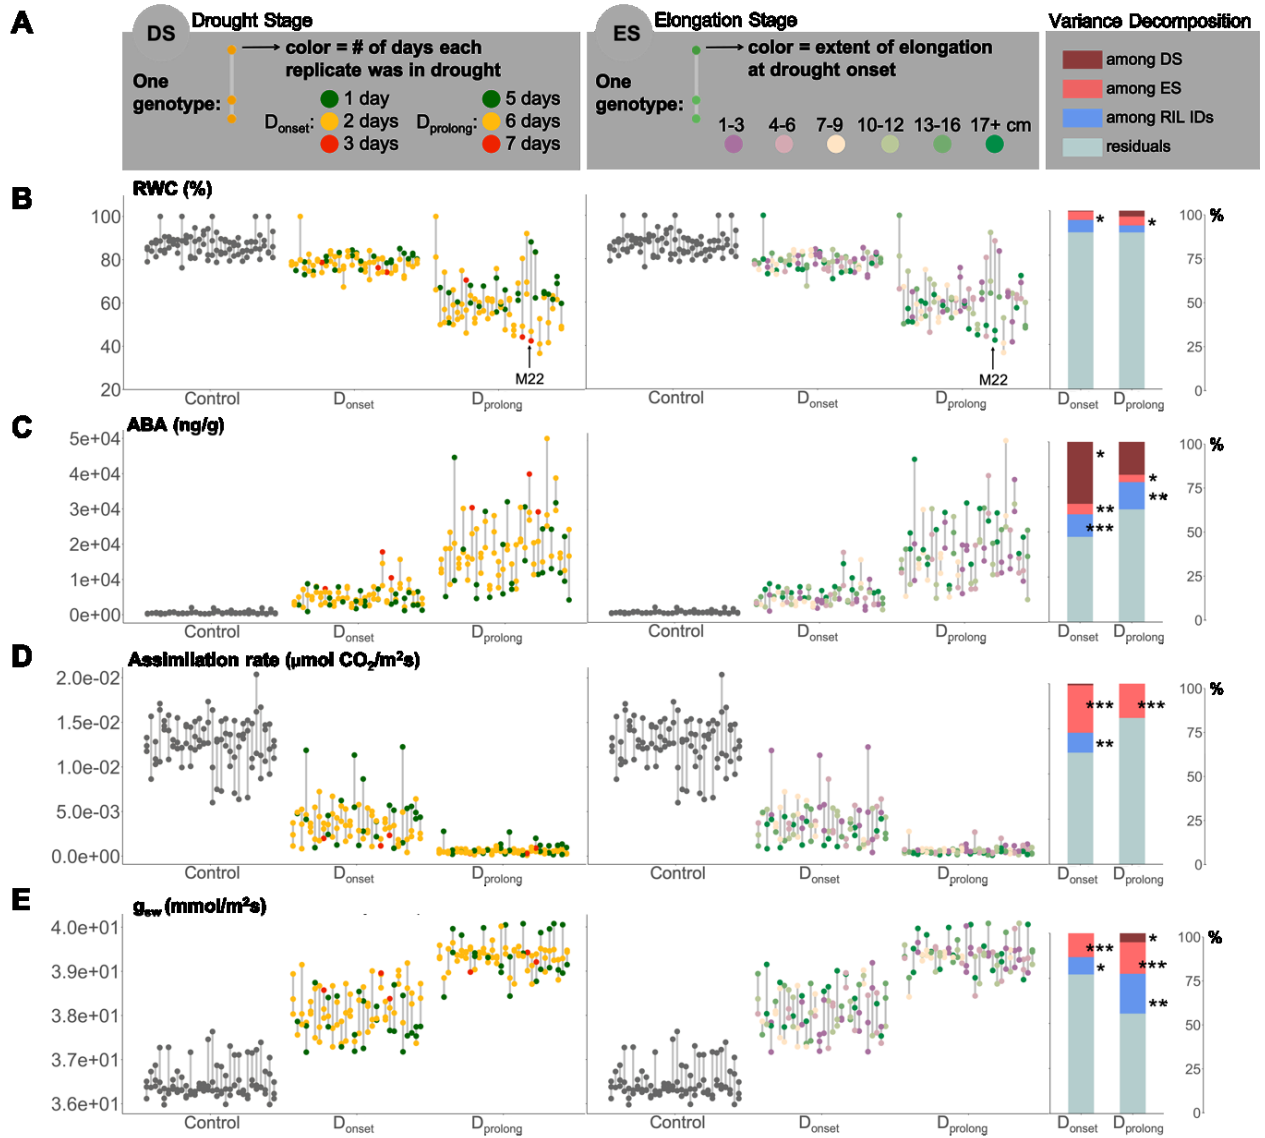 A
DS
Drought Stage
color = # of days each
replicate was in drought
One
genotype:
Donset:
1 day
2 days
3 days
Dprolong:
5 days
6 days
7 days
ES
Elongation Stage
color = extent of elongation
at drought onset
One
genotype:
1-3 4-6 7-9 10-12 13-16 17+ cm
Variance Decomposition
among DS
among ES
among RIL IDs
residuals
B
RWC (%)
100
80
60
40
20
M22
M22
Control Donset Dprolong
Control Donset Dprolong
*
*
%
100
75
50
25
0
Donset Dprolong
C
ABA (ng/g)
5e+04
4e+04
3e+04
2e+04
1e+04
0e+00
Control Donset Dprolong
Control Donset Dprolong
*
**
***
*
**
%
100
75
50
25
0
Donset Dprolong
D
Assimilation rate (µmol CO2/m²s)
2.0e-02
1.5e-02
1.0e-02
5.0e-03
0.0e+00
Control Donset Dprolong
Control Donset Dprolong
***
**
***
%
100
75
50
25
0
Donset Dprolong
E
gsw (mmol/m²s)
4.0e+01
3.9e+01
3.8e+01
3.7e+01
3.6e+01
Control Donset Dprolong
Control Donset Dprolong
***
*
*
***
**
%
100
75
50
25
0
Donset Dprolong